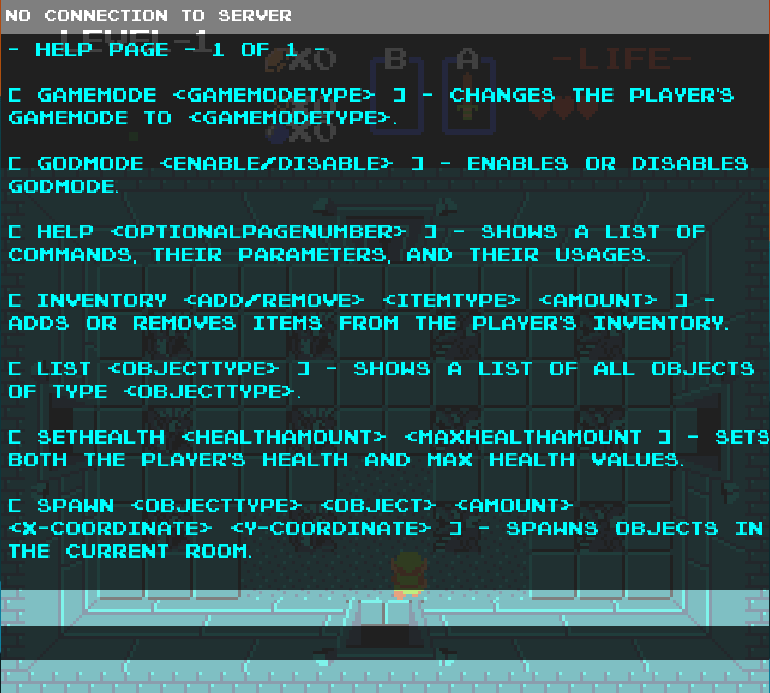 NO CONNECTION TO SERVER
LEVEL-1
- HELP PAGE - 1 OF 1 -
X0
B
A
-LIFE-
[ GAMEMODE <GAMEMODETYPE> ] - CHANGES THE PLAYER'S
GAMEMODE TO <GAMEMODETYPE>.
X0
[ GODMODE <ENABLE/DISABLE> ] - ENABLES OR DISABLES
GODMODE.
[ HELP <OPTIONALPAGENUMBER> ] - SHOWS A LIST OF
COMMANDS, THEIR PARAMETERS, AND THEIR USAGES.
[ INVENTORY <ADD/REMOVE> <ITEMTYPE> <AMOUNT> ] -
ADDS OR REMOVES ITEMS FROM THE PLAYER'S INVENTORY.
[ LIST <OBJECTTYPE> ] - SHOWS A LIST OF ALL OBJECTS
OF TYPE <OBJECTTYPE>.
[ SETHEALTH <HEALTHAMOUNT> <MAXHEALTHAMOUNT ] - SETS
BOTH THE PLAYER'S HEALTH AND MAX HEALTH VALUES.
[ SPAWN <OBJECTTYPE> <OBJECT> <AMOUNT>
<X-COORDINATE> <Y-COORDINATE> ] - SPAWNS OBJECTS IN
THE CURRENT ROOM.